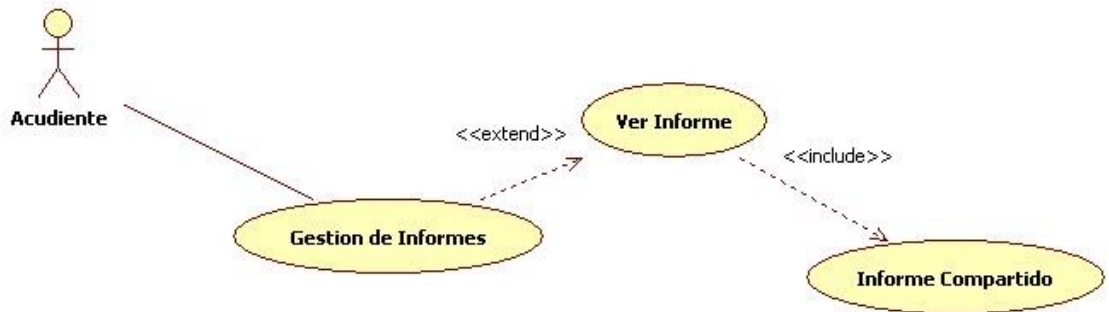 Acudiente
<<extend>>
Ver Informe
<<include>>
Gestion de Informes
Informe Compartido